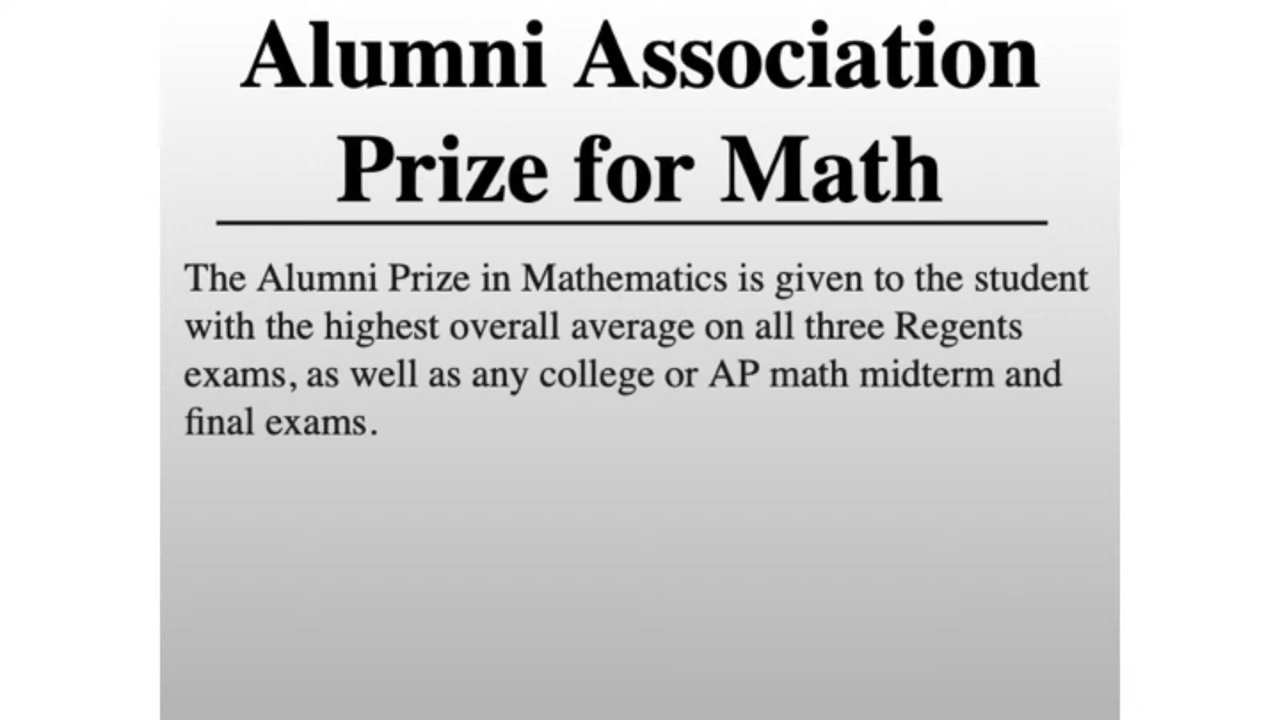 Alumni Association
Prize for Math
The Alumni Prize in Mathematics is given to the student
with the highest overall average on all three Regents
exams, as well as any college or AP math midterm and
final exams.